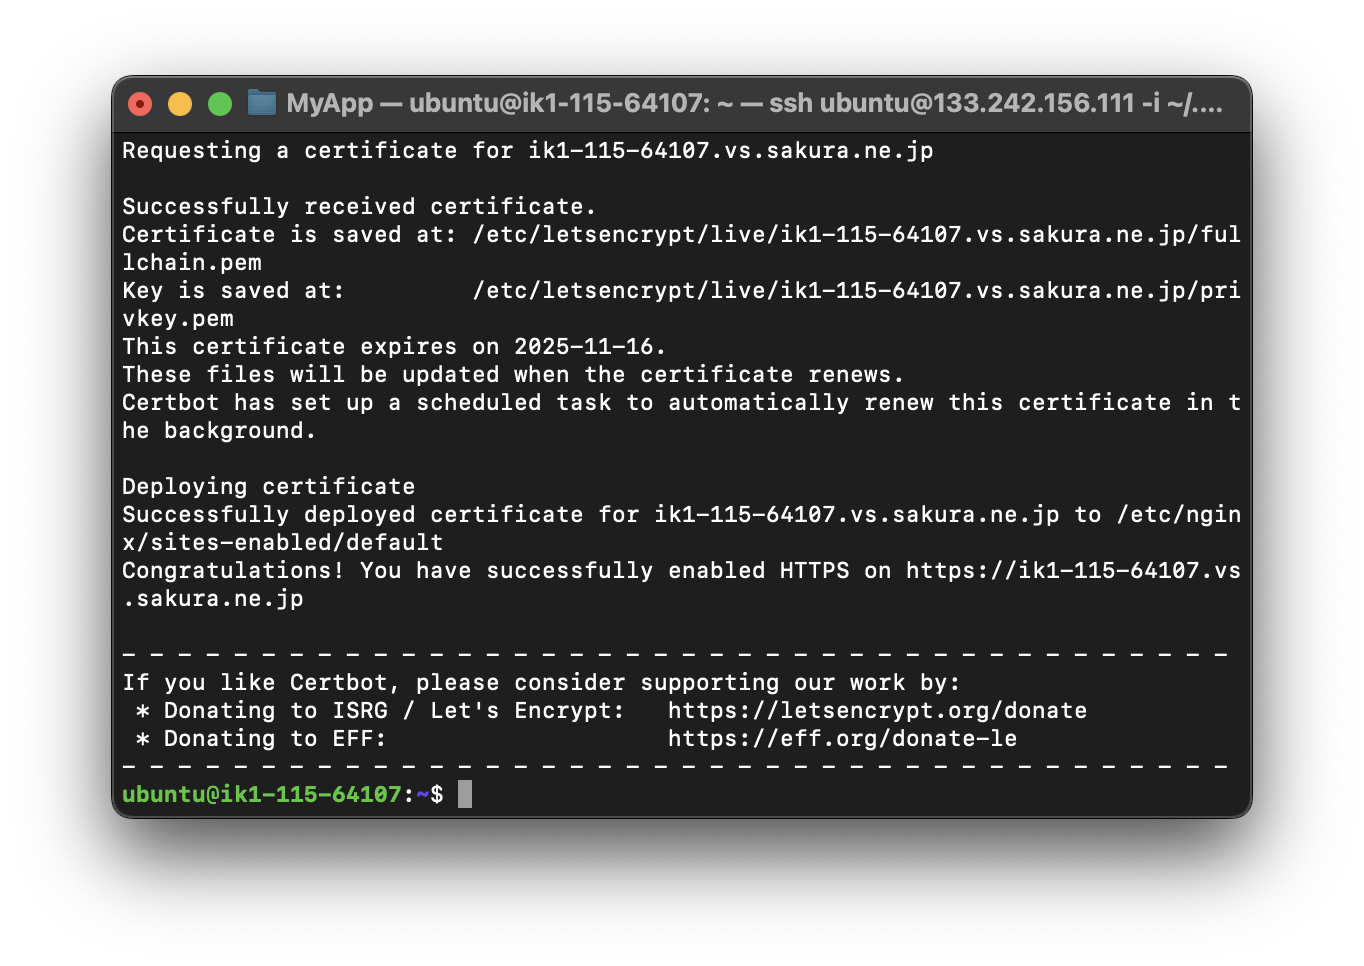 MyApp — ubuntu@ik1-115-64107: ~ — ssh ubuntu@133.242.156.111 -i ~/....
Requesting a certificate for ik1-115-64107.vs.sakura.ne.jp
Successfully received certificate.
Certificate is saved at: /etc/letsencrypt/live/ik1-115-64107.vs.sakura.ne.jp/ful
lchain.pem
Key is saved at:         /etc/letsencrypt/live/ik1-115-64107.vs.sakura.ne.jp/pri
vkey.pem
This certificate expires on 2025-11-16.
These files will be updated when the certificate renews.
Certbot has set up a scheduled task to automatically renew this certificate in t
he background.
Deploying certificate
Successfully deployed certificate for ik1-115-64107.vs.sakura.ne.jp to /etc/ngin
x/sites-enabled/default
Congratulations! You have successfully enabled HTTPS on https://ik1-115-64107.vs
.sakura.ne.jp
- - - - - - - - - - - - - - - - - - - - - - - - - - - - - - - - - - - - - - - -
If you like Certbot, please consider supporting our work by:
 * Donating to ISRG / Let's Encrypt:   https://letsencrypt.org/donate
 * Donating to EFF:                    https://eff.org/donate-le
- - - - - - - - - - - - - - - - - - - - - - - - - - - - - - - - - - - - - - - -
ubuntu@ik1-115-64107:~$